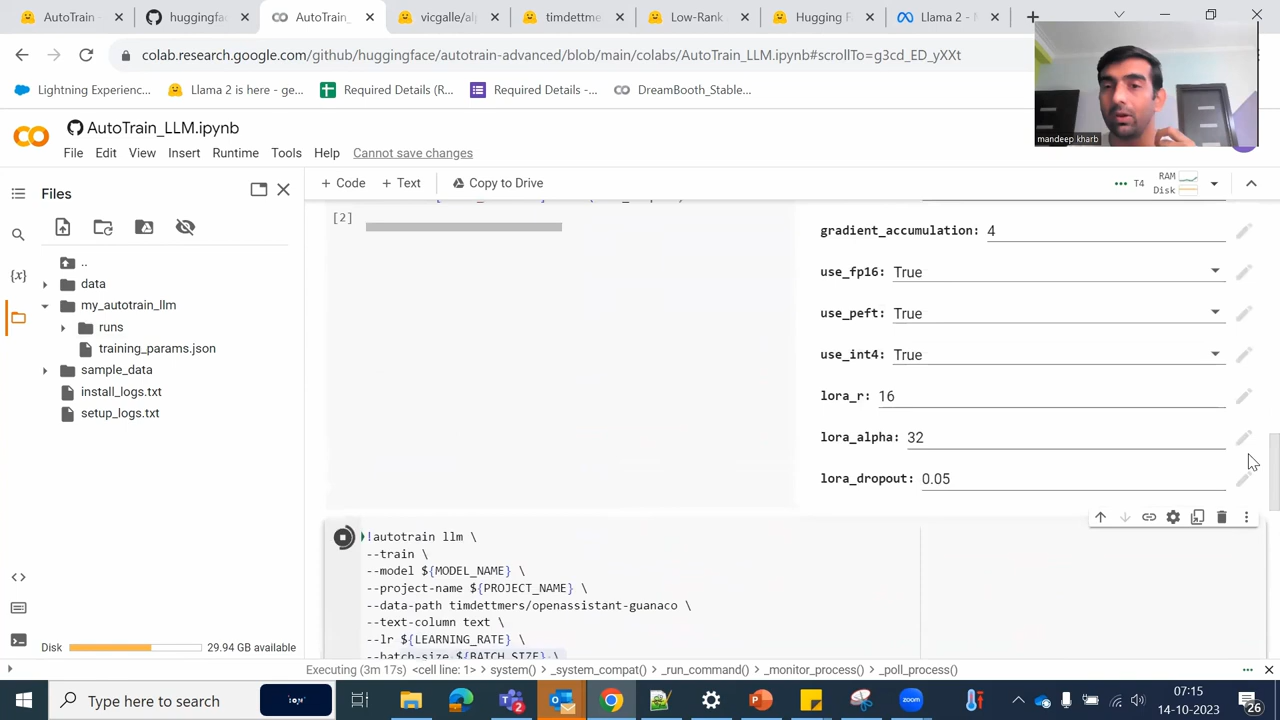 AutoTrain
huggingfac
AutoTrain_
vicgalle/al
timdettme
Low-Rank
Hugging F
Llama 2 -
colab.research.google.com/github/huggingface/autotrain-advanced/blob/main/colabs/AutoTrain_LLM.ipynb#scrollTo=g3cd_ED_yXXt
Lightning Experienc...
Llama 2 is here - ge...
Required Details (R...
Required Details -...
DreamBooth_Stable...
mandeep kharb
AutoTrain_LLM.ipynb
File Edit View Insert Runtime Tools Help Cannot save changes
Files
+ Code + Text Copy to Drive
T4 RAM
Disk
[2]
..
data
my_autotrain_llm
runs
training_params.json
sample_data
install_logs.txt
setup_logs.txt
gradient_accumulation: 4
use_fp16: True
use_peft: True
use_int4: True
lora_r: 16
lora_alpha: 32
lora_dropout: 0.05
!autotrain llm \
--train \
--model ${MODEL_NAME} \
--project-name ${PROJECT_NAME} \
--data-path timdettmers/openassistant-guanaco \
--text-column text \
--lr ${LEARNING_RATE} \
--batch-size ${BATCH_SIZE} \
{x}
Disk 29.94 GB available
Executing (3m 17s) <cell line: 1> system() _system_compat() _run_command() _monitor_process() _poll_process()
Type here to search
zoom
07:15
14-10-2023
26